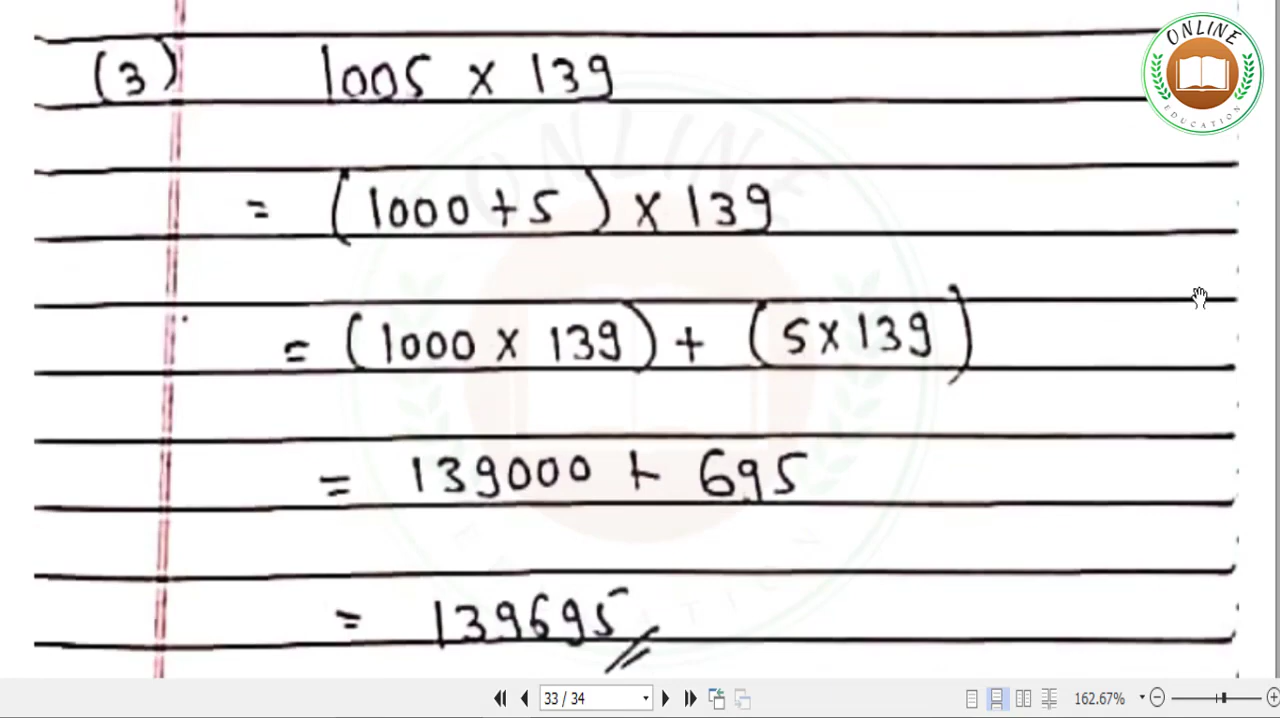 ONLINE
EDUCATION
(3) 1005 x 139
= (1000 + 5) x 139
= (1000 x 139) + (5 x 139)
= 139000 + 695
= 139695
33 / 34
162.67%